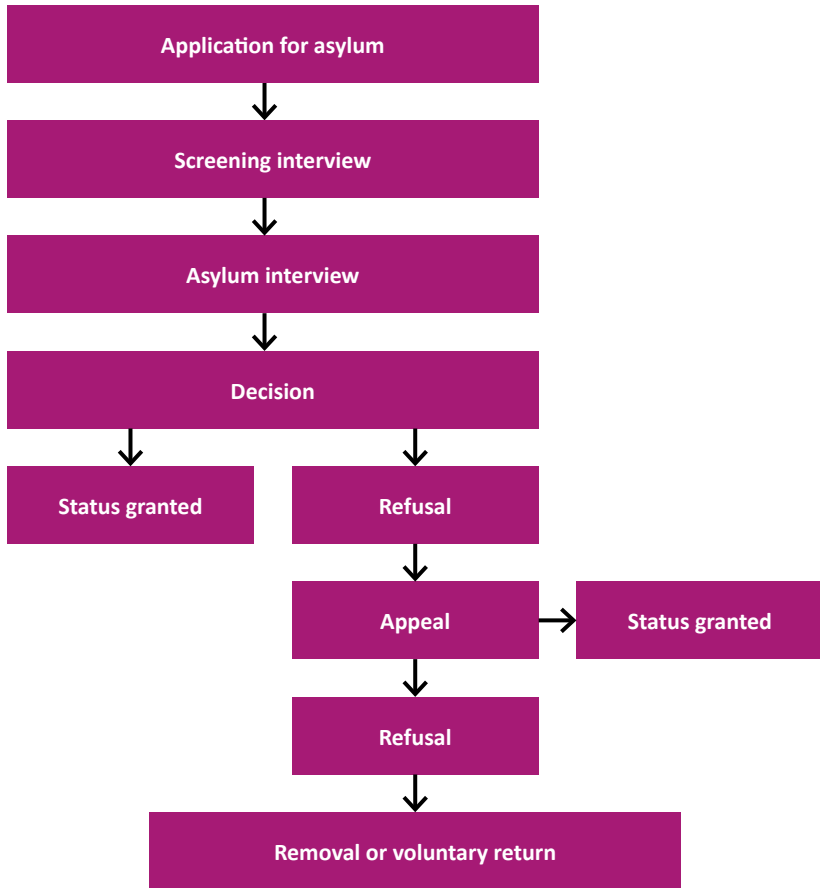 Application for asylum
Screening interview
Asylum interview
Decision
Status granted
Refusal
Appeal
Status granted
Refusal
Removal or voluntary return